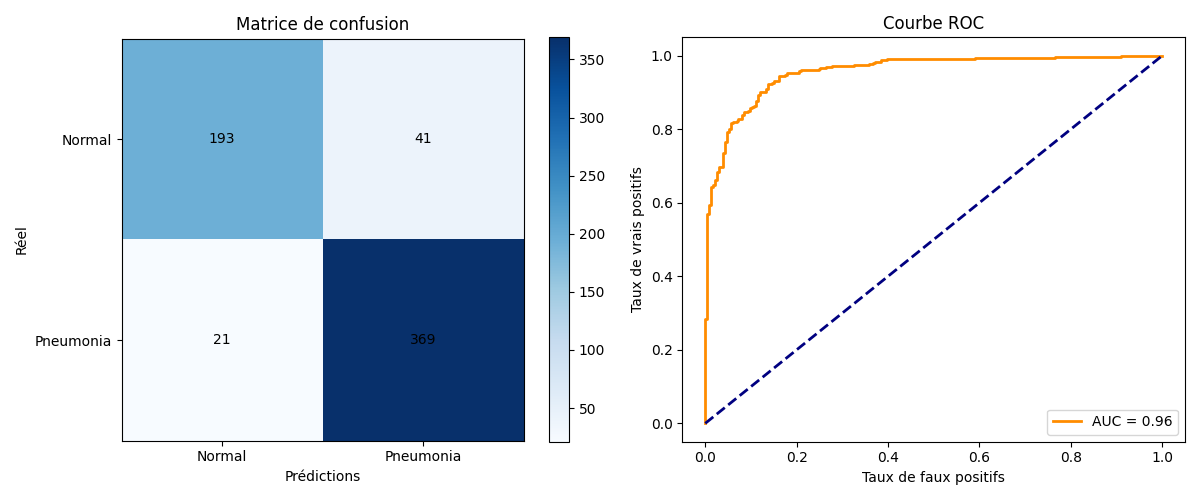 Matrice de confusion
Normal
193
41
Réel
Pneumonia
21
369
Normal
Pneumonia
Prédictions
350
300
250
200
150
100
50
Courbe ROC
1.0
0.8
0.6
0.4
0.2
0.0
Taux de vrais positifs
AUC = 0.96
0.0
0.2
0.4
0.6
0.8
1.0
Taux de faux positifs